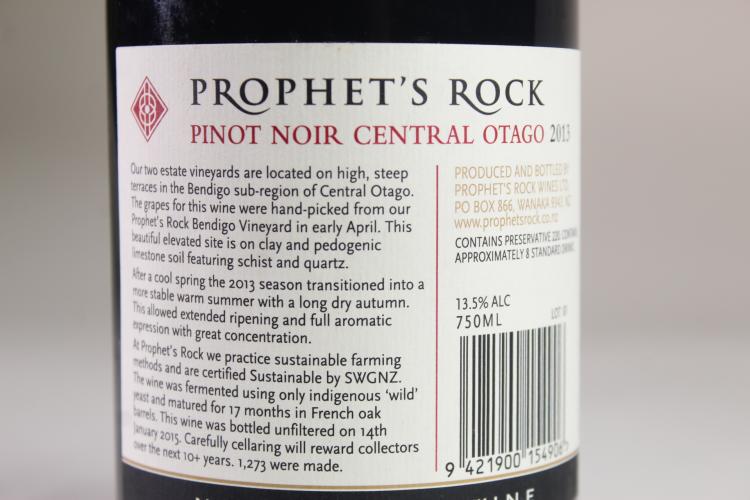 PROPHET'S ROCK
PINOT NOIR CENTRAL OTAGO 2013
Our two estate vineyards are located on high, steep
terraces in the Bendigo sub-region of Central Otago.
The grapes for this wine were hand-picked from our
Prophet's Rock Bendigo Vineyard in early April. This
beautiful elevated site is on clay and pedogenic
limestone soil featuring schist and quartz.
After a cool spring the 2013 season transitioned into a
more stable warm summer with a long dry autumn.
This allowed extended ripening and full aromatic
expression with great concentration.
At Prophet's Rock we practice sustainable farming
methods and are certified Sustainable by SWGNZ.
The wine was fermented using only indigenous 'wild'
yeast and matured for 17 months in French oak
barrels. This wine was bottled unfiltered on 14th
January 2015. Carefully cellaring will reward collectors
over the next 10+ years. 1,273 were made.
PRODUCED AND BOTTLED BY
PROPHET'S ROCK WINES LTD,
PO BOX 866, WANAKA 9343, NZ
www.prophetsrock.co.nz
CONTAINS PRESERVATIVE 220. CONTAINS
APPROXIMATELY 8 STANDARD DRINKS
13.5% ALC
750ML
LOT
9 421900 154906